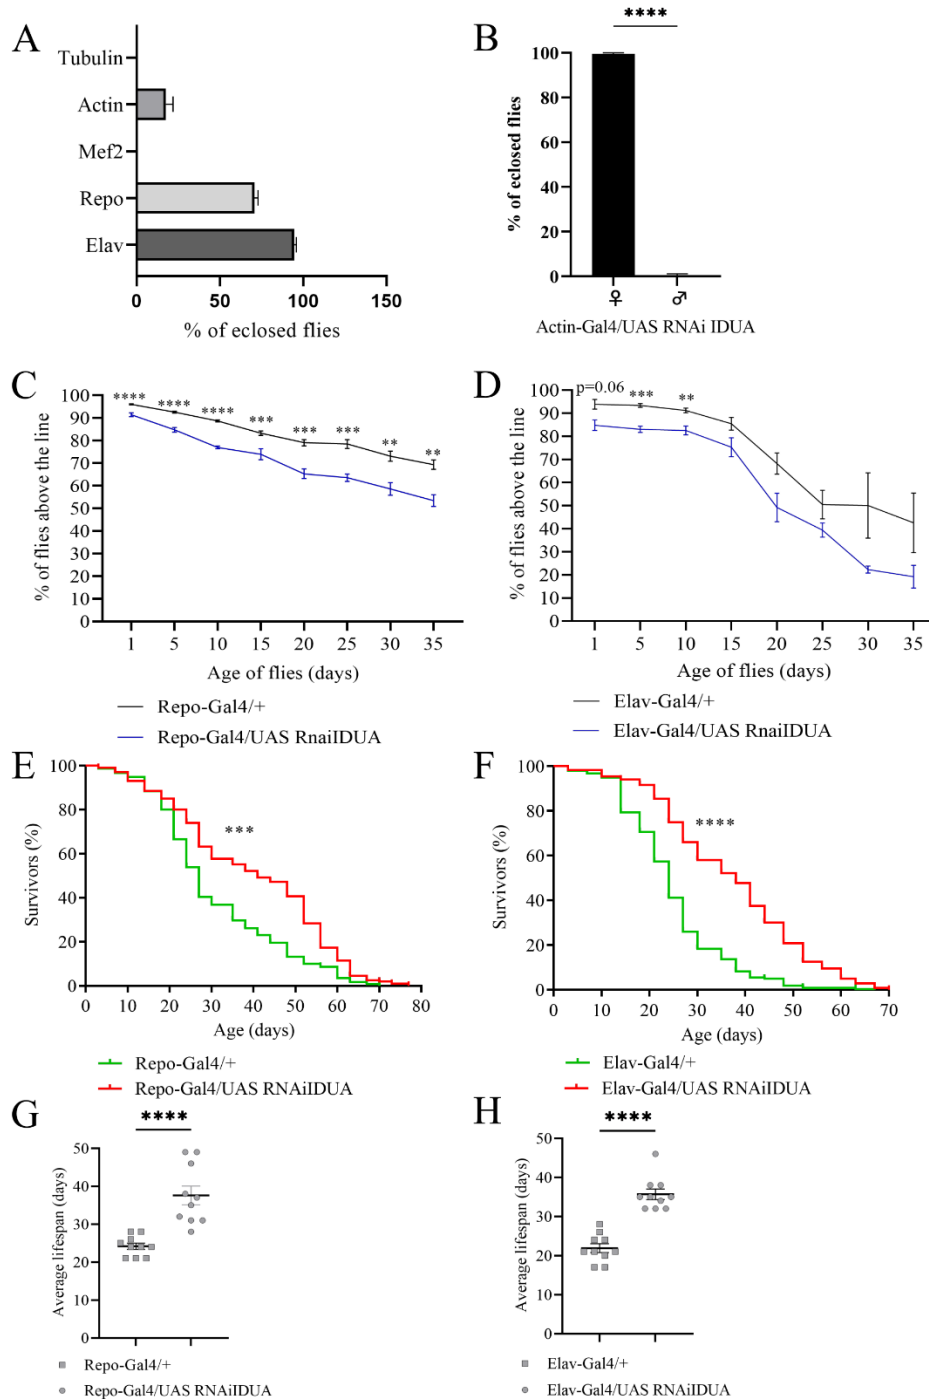 A
Tubulin
Actin
Mef2
Repo
Elav
0 50 100 150
% of eclosed flies
B
****
% of eclosed flies
100
80
60
40
20
0
♀ ♂
Actin-Gal4/UAS RNAi IDUA
C
% of flies above the line
100
90
80
70
60
50
40
30
20
10
0
**** **** **** *** *** *** ** **
1 5 10 15 20 25 30 35
Age of flies (days)
Repo-Gal4/+
Repo-Gal4/UAS RnaiIDUA
D
% of flies above the line
100
90
80
70
60
50
40
30
20
10
0
p=0.06 *** **
1 5 10 15 20 25 30 35
Age of flies (days)
Elav-Gal4/+
Elav-Gal4/UAS RnaiIDUA
E
Survivors (%)
100
80
60
40
20
0
***
0 10 20 30 40 50 60 70 80
Age (days)
Repo-Gal4/+
Repo-Gal4/UAS RNAiIDUA
F
Survivors (%)
100
80
60
40
20
0
****
0 10 20 30 40 50 60 70
Age (days)
Elav-Gal4/+
Elav-Gal4/UAS RNAiIDUA
G
****
Average lifespan (days)
50
40
30
20
10
0
Repo-Gal4/+
Repo-Gal4/UAS RNAiIDUA
H
****
Average lifespan (days)
50
40
30
20
10
0
Elav-Gal4/+
Elav-Gal4/UAS RNAiIDUA